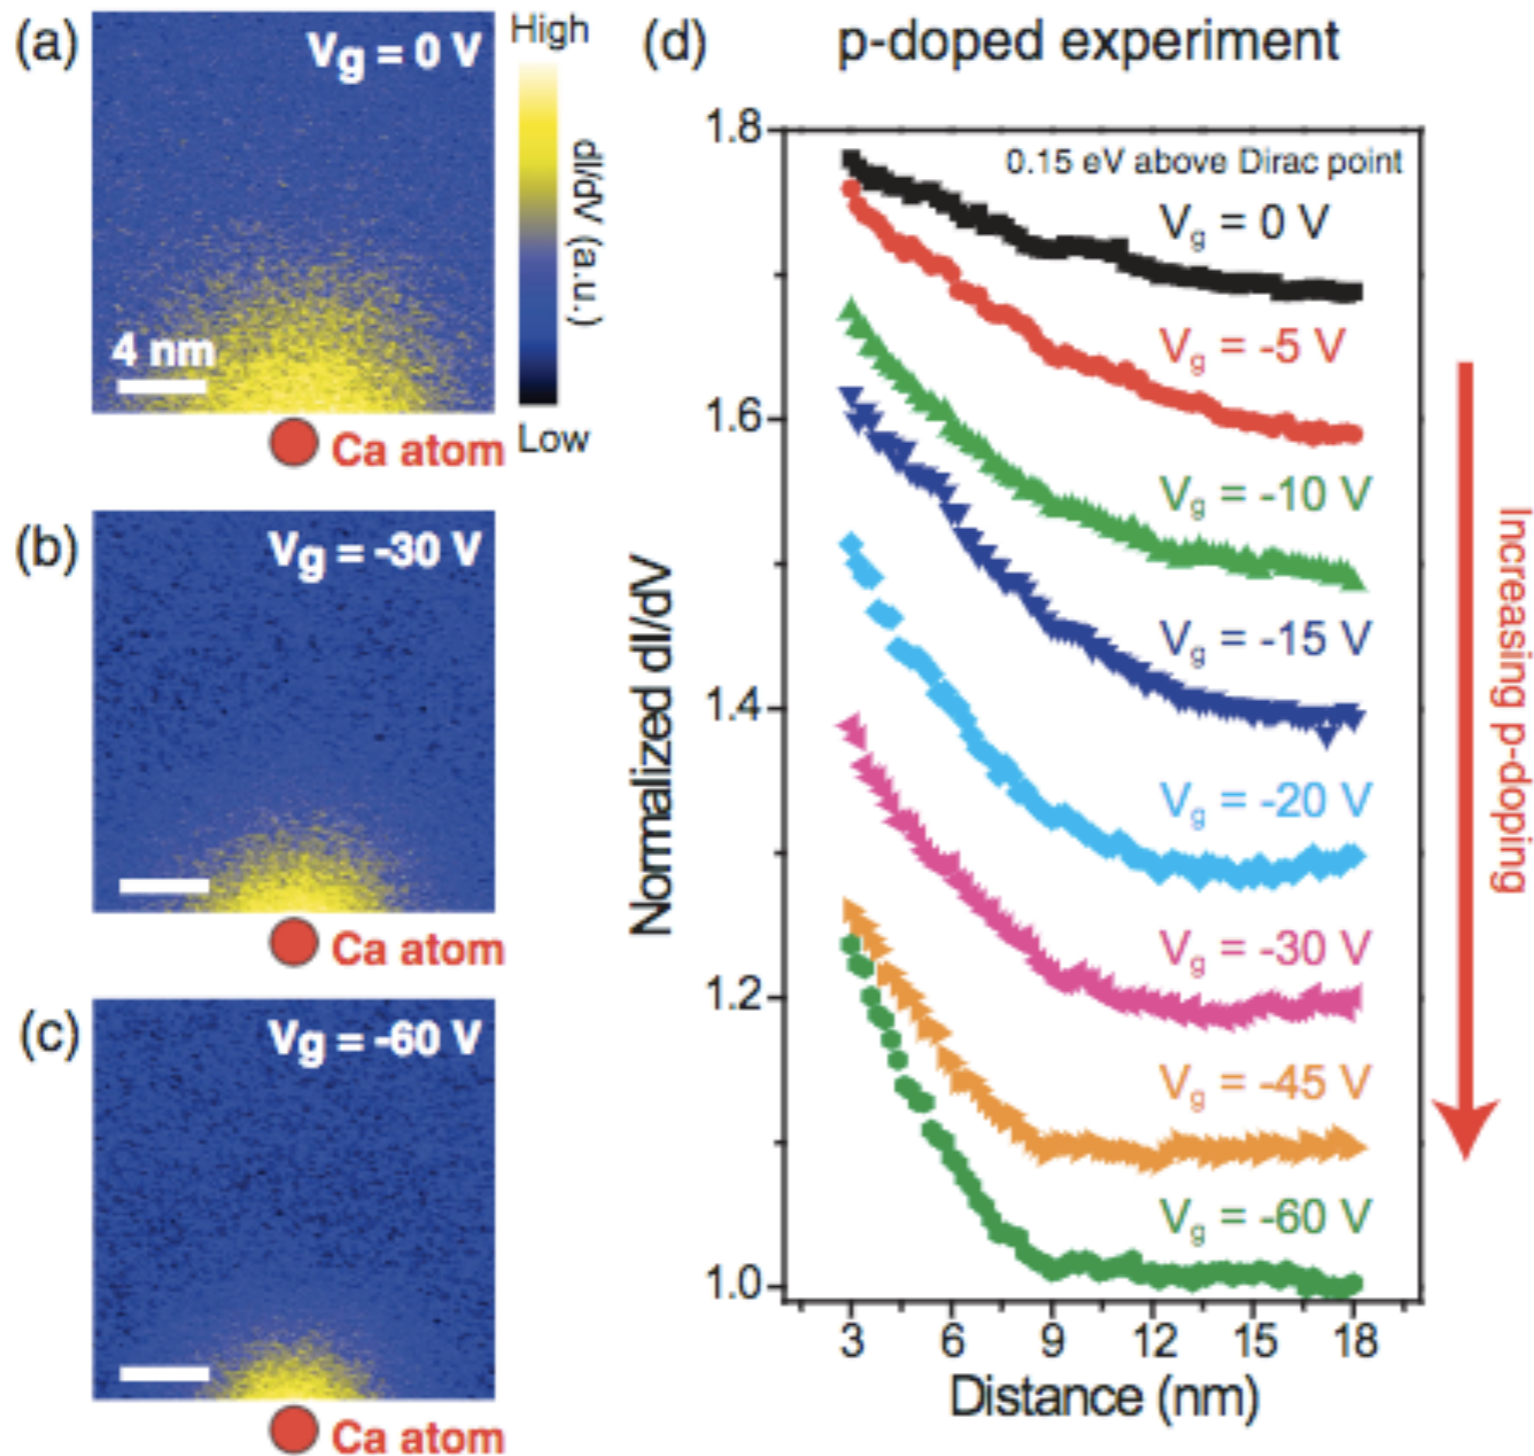 (a)
Vg = 0 V
High
dI/dV (a.u.)
Low
4 nm
Ca atom
(b)
Vg = -30 V
Ca atom
(c)
Vg = -60 V
Ca atom
(d)
p-doped experiment
0.15 eV above Dirac point
Vg = 0 V
Vg = -5 V
Vg = -10 V
Vg = -15 V
Vg = -20 V
Vg = -30 V
Vg = -45 V
Vg = -60 V
Normalized dI/dV
1.8
1.6
1.4
1.2
1.0
3 6 9 12 15 18
Distance (nm)
Increasing p-doping